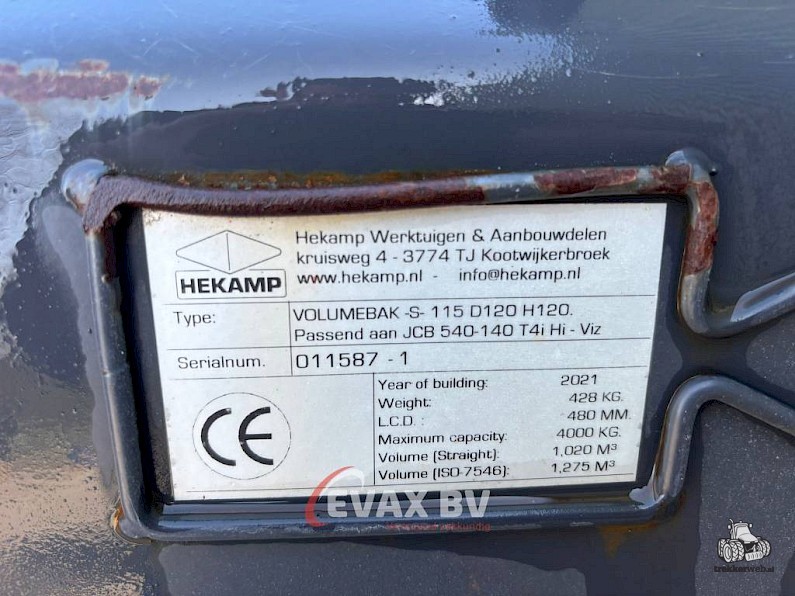 HEKAMP
Hekamp Werktuigen & Aanbouwdelen
kruisweg 4 - 3774 TJ Kootwijkerbroek
www.hekamp.nl - info@hekamp.nl
Type: VOLUMEBAK -S- 115 D120 H120.
Passend aan JCB 540-140 T4i Hi - Viz
Serialnum. 011587 - 1
CE
Year of building: 2021
Weight: 428 KG.
L.C.D. : 480 MM.
Maximum capacity: 4000 KG.
Volume (Straight): 1,020 M³
Volume (ISO-7546): 1,275 M³
EVAX BV
trekkerweb.nl